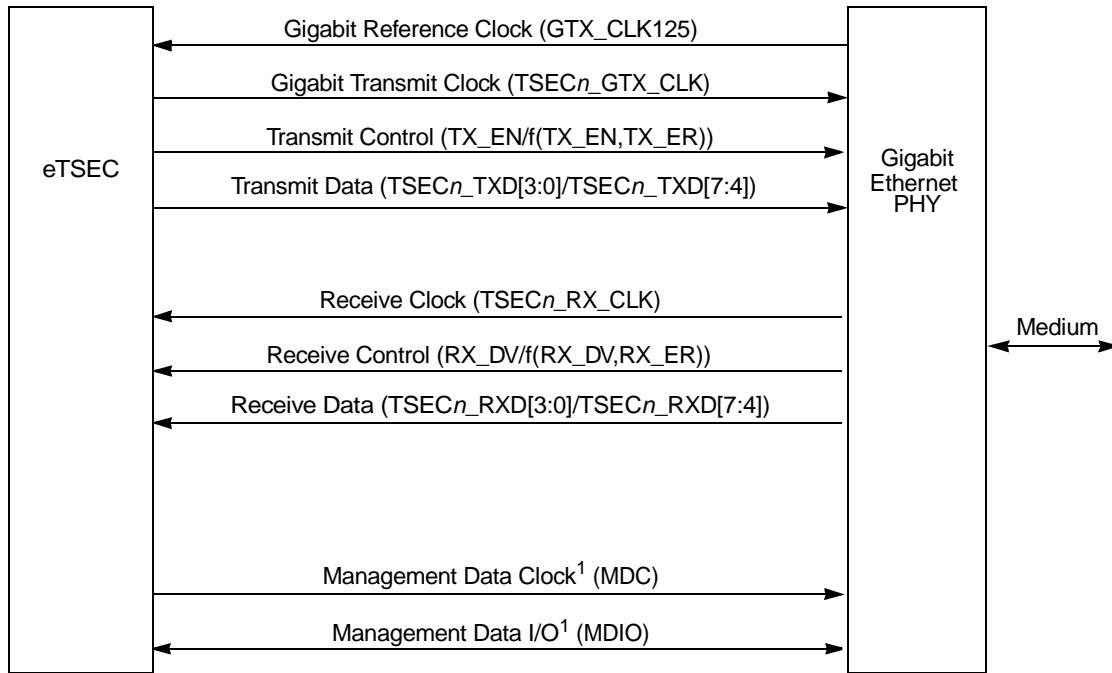 Gigabit Reference Clock (GTX_CLK125)
Gigabit Transmit Clock (TSECn_GTX_CLK)
Transmit Control (TX_EN/f(TX_EN,TX_ER))
eTSEC
Transmit Data (TSECn_TXD[3:0]/TSECn_TXD[7:4])
Gigabit
Ethernet
PHY
Receive Clock (TSECn_RX_CLK)
Medium
Receive Control (RX_DV/f(RX_DV,RX_ER))
Receive Data (TSECn_RXD[3:0]/TSECn_RXD[7:4])
Management Data Clock¹ (MDC)
Management Data I/O¹ (MDIO)